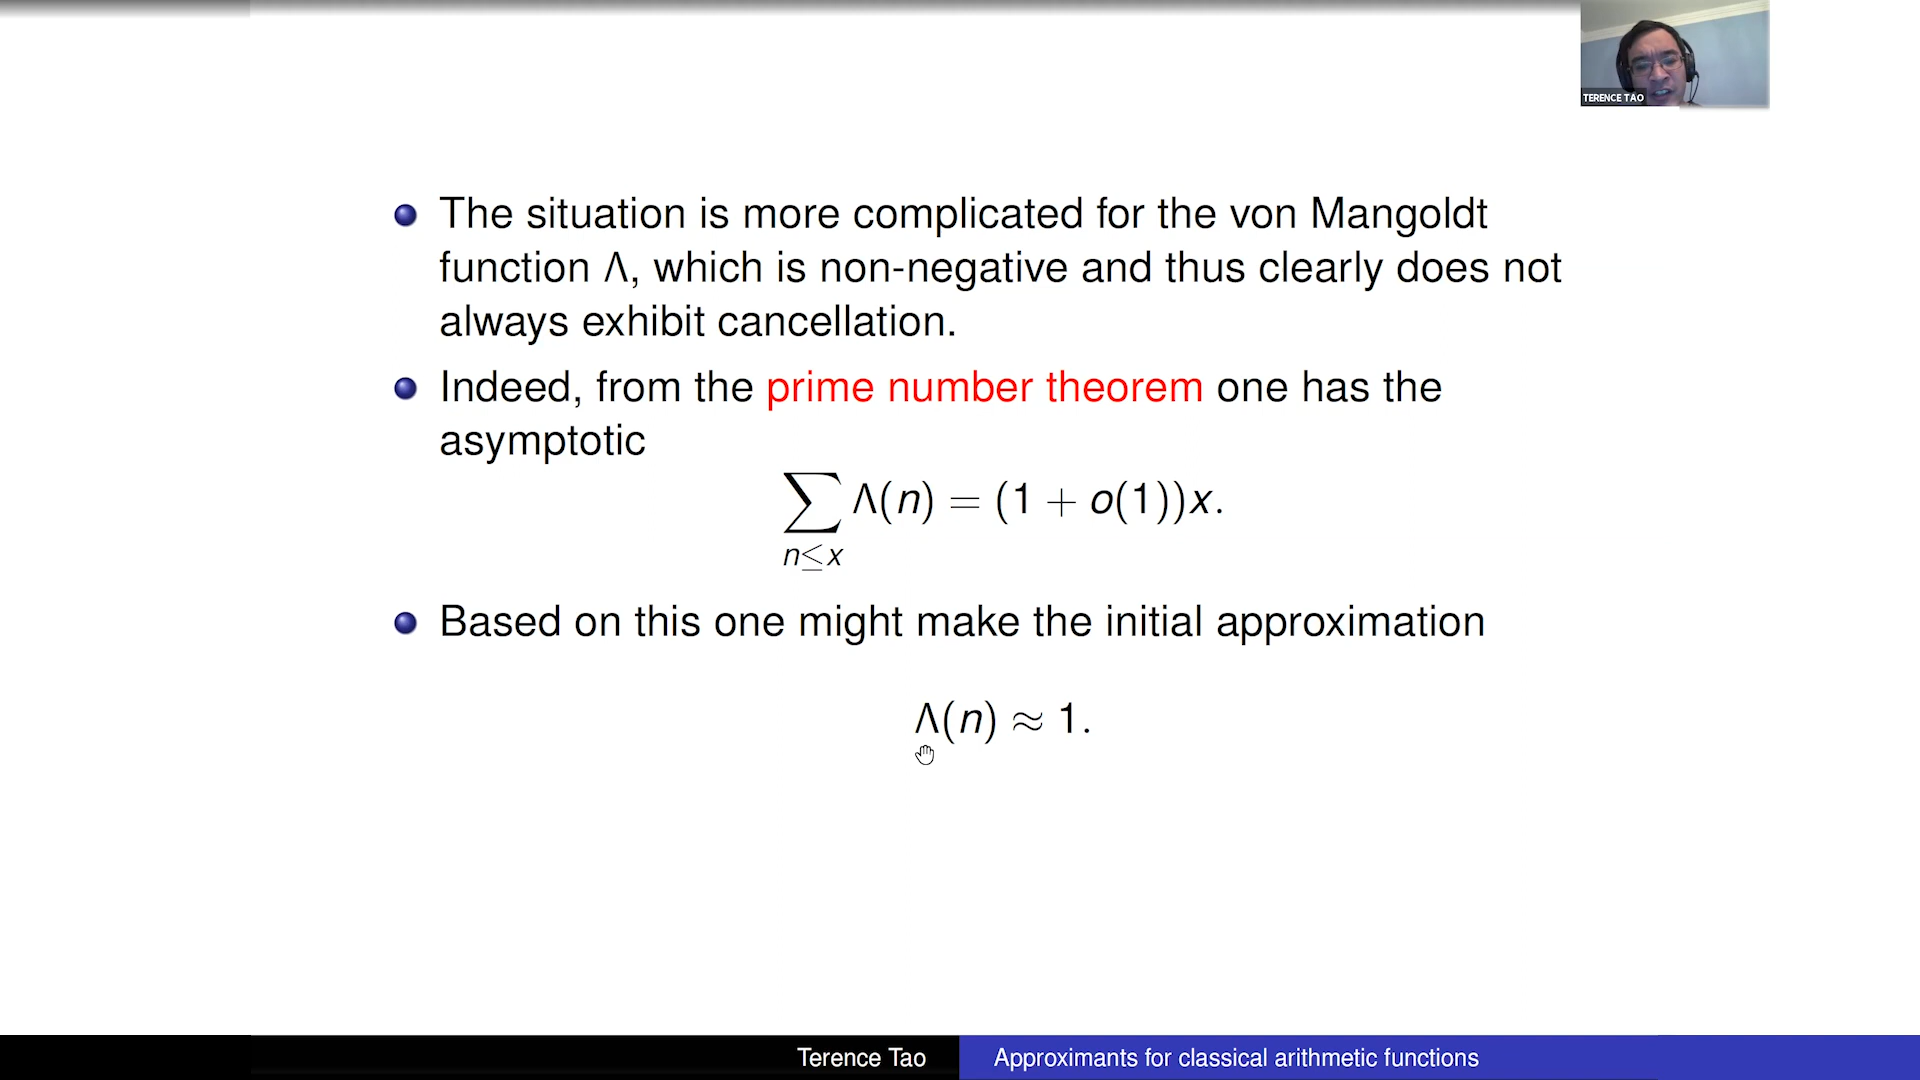 TERENCE TAO
The situation is more complicated for the von Mangoldt
function Λ, which is non-negative and thus clearly does not
always exhibit cancellation.
Indeed, from the prime number theorem one has the
asymptotic
∑ Λ(n) = (1 + o(1))x.
n≤x
Based on this one might make the initial approximation
Λ(n) ≈ 1.
Terence Tao Approximants for classical arithmetic functions